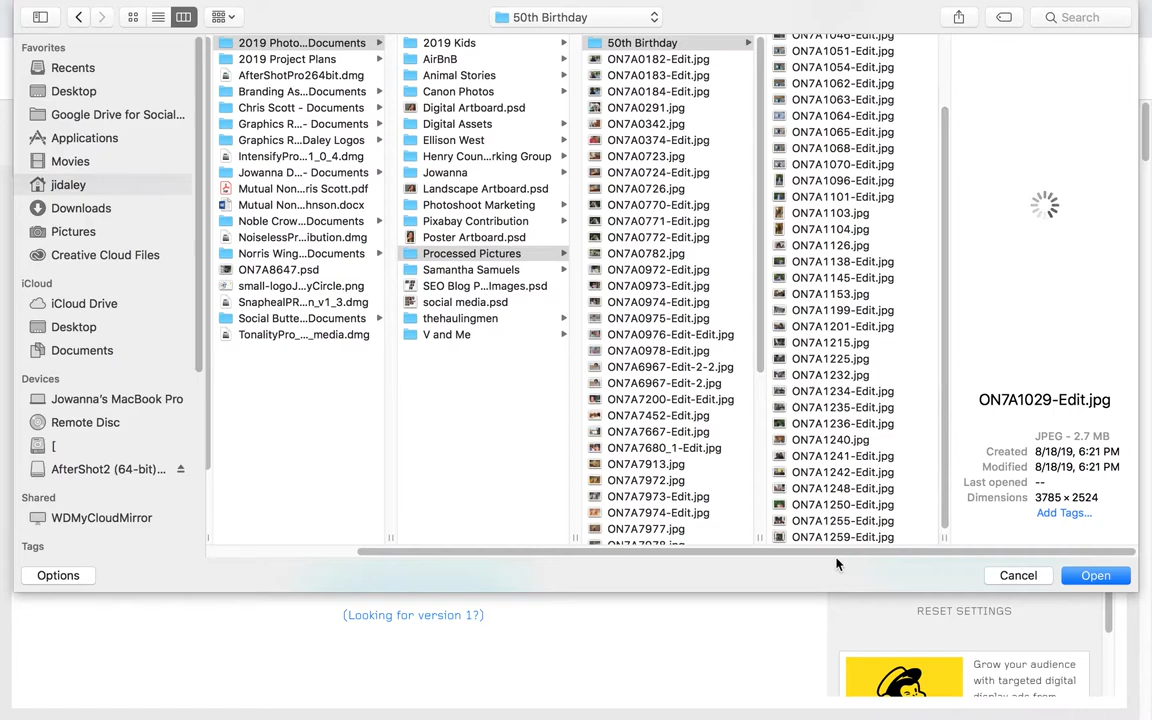 50th Birthday
Search
Favorites
Recents
Desktop
Google Drive for Social...
Applications
Movies
jidaley
Downloads
Pictures
Creative Cloud Files
iCloud
iCloud Drive
Desktop
Documents
Devices
Jowanna's MacBook Pro
Remote Disc
[
AfterShot2 (64-bit)...
Shared
WDMyCloudMirror
Tags
2019 Photo...Documents
2019 Project Plans
AfterShotPro264bit.dmg
Branding As...Documents
Chris Scott - Documents
Graphics R...- Documents
Graphics R...Daley Logos
IntensifyPro...1_0_4.dmg
Jowanna D...- Documents
Mutual Non...ris Scott.pdf
Mutual Non...hnson.docx
Noble Crow...Documents
NoiselessPr...ibution.dmg
Norris Wing...Documents
ON7A8647.psd
small-logoJ...yCircle.png
SnaphealPR...n_v1_3.dmg
Social Butte...Documents
TonalityPro_..._media.dmg
2019 Kids
AirBnB
Animal Stories
Canon Photos
Digital Artboard.psd
Digital Assets
Ellison West
Henry Coun...rking Group
Jowanna
Landscape Artboard.psd
Photoshoot Marketing
Pixabay Contribution
Poster Artboard.psd
Processed Pictures
Samantha Samuels
SEO Blog P...Images.psd
social media.psd
thehaulingmen
V and Me
50th Birthday
ON7A0182-Edit.jpg
ON7A0183-Edit.jpg
ON7A0184-Edit.jpg
ON7A0291.jpg
ON7A0342.jpg
ON7A0374-Edit.jpg
ON7A0723.jpg
ON7A0724-Edit.jpg
ON7A0726.jpg
ON7A0770-Edit.jpg
ON7A0771-Edit.jpg
ON7A0772-Edit.jpg
ON7A0782.jpg
ON7A0972-Edit.jpg
ON7A0973-Edit.jpg
ON7A0974-Edit.jpg
ON7A0975-Edit.jpg
ON7A0976-Edit-Edit.jpg
ON7A0978-Edit.jpg
ON7A6967-Edit-2-2.jpg
ON7A6967-Edit-2.jpg
ON7A7200-Edit-Edit.jpg
ON7A7452-Edit.jpg
ON7A7667-Edit.jpg
ON7A7680_1-Edit.jpg
ON7A7913.jpg
ON7A7972.jpg
ON7A7973-Edit.jpg
ON7A7974-Edit.jpg
ON7A7977.jpg
ON7A7978.jpg
ON7A1046-Edit.jpg
ON7A1051-Edit.jpg
ON7A1054-Edit.jpg
ON7A1062-Edit.jpg
ON7A1063-Edit.jpg
ON7A1064-Edit.jpg
ON7A1065-Edit.jpg
ON7A1068-Edit.jpg
ON7A1070-Edit.jpg
ON7A1096-Edit.jpg
ON7A1101-Edit.jpg
ON7A1103.jpg
ON7A1104.jpg
ON7A1126.jpg
ON7A1138-Edit.jpg
ON7A1145-Edit.jpg
ON7A1153.jpg
ON7A1199-Edit.jpg
ON7A1201-Edit.jpg
ON7A1215.jpg
ON7A1225.jpg
ON7A1232.jpg
ON7A1234-Edit.jpg
ON7A1235-Edit.jpg
ON7A1236-Edit.jpg
ON7A1240.jpg
ON7A1241-Edit.jpg
ON7A1242-Edit.jpg
ON7A1248-Edit.jpg
ON7A1250-Edit.jpg
ON7A1255-Edit.jpg
ON7A1259-Edit.jpg
ON7A1029-Edit.jpg
JPEG - 2.7 MB
Created 8/18/19, 6:21 PM
Modified 8/18/19, 6:21 PM
Last opened --
Dimensions 3785 × 2524
Add Tags...
Options
Cancel
Open
(Looking for version 1?)
RESET SETTINGS
Grow your audience
with targeted digital
display ads from